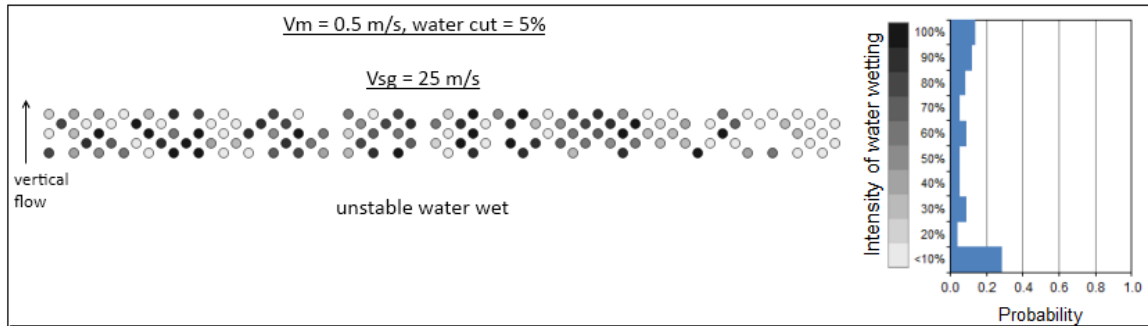 Vm = 0.5 m/s, water cut = 5%
Vsg = 25 m/s
vertical
flow
unstable water wet
Intensity of water wetting
100%
90%
80%
70%
60%
50%
40%
30%
20%
<10%
0.0 0.2 0.4 0.6 0.8 1.0
Probability